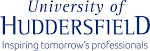 University of
HUDDERSFIELD
Inspiring tomorrow's professionals